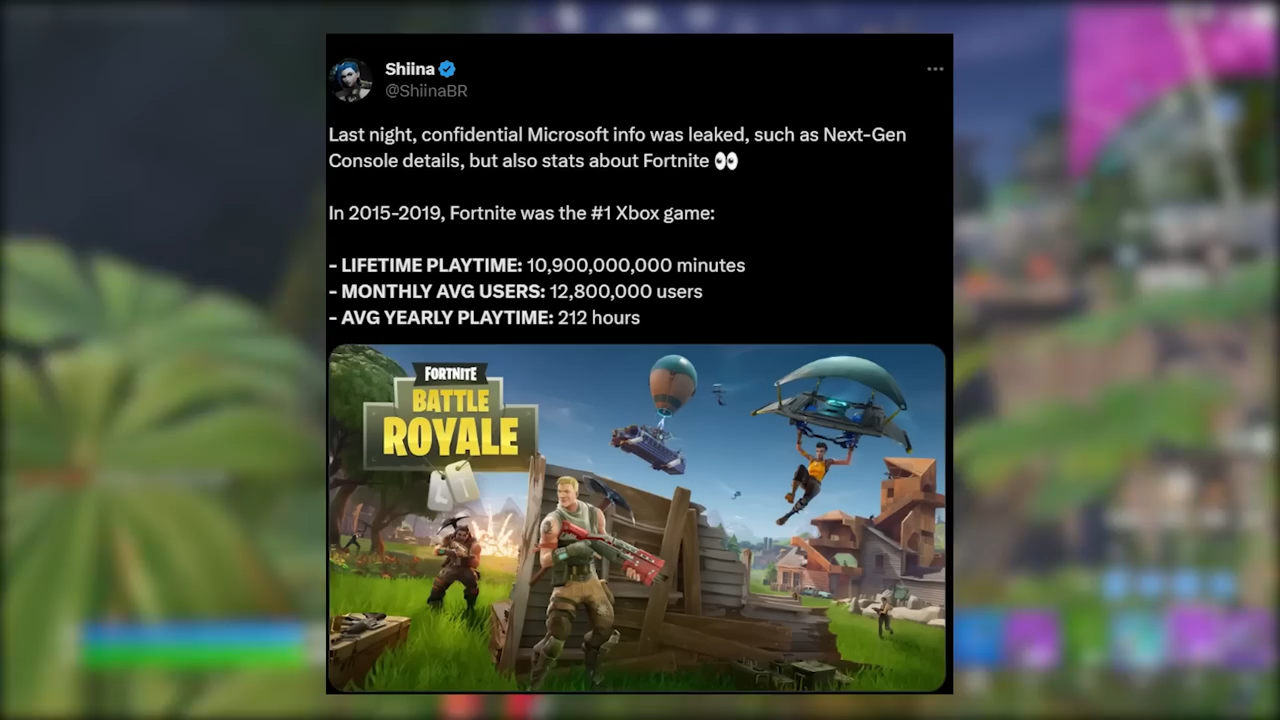 Shiina
@ShiinaBR
Last night, confidential Microsoft info was leaked, such as Next-Gen
Console details, but also stats about Fortnite 👀
In 2015-2019, Fortnite was the #1 Xbox game:
- LIFETIME PLAYTIME: 10,900,000,000 minutes
- MONTHLY AVG USERS: 12,800,000 users
- AVG YEARLY PLAYTIME: 212 hours
FORTNITE
BATTLE
ROYALE